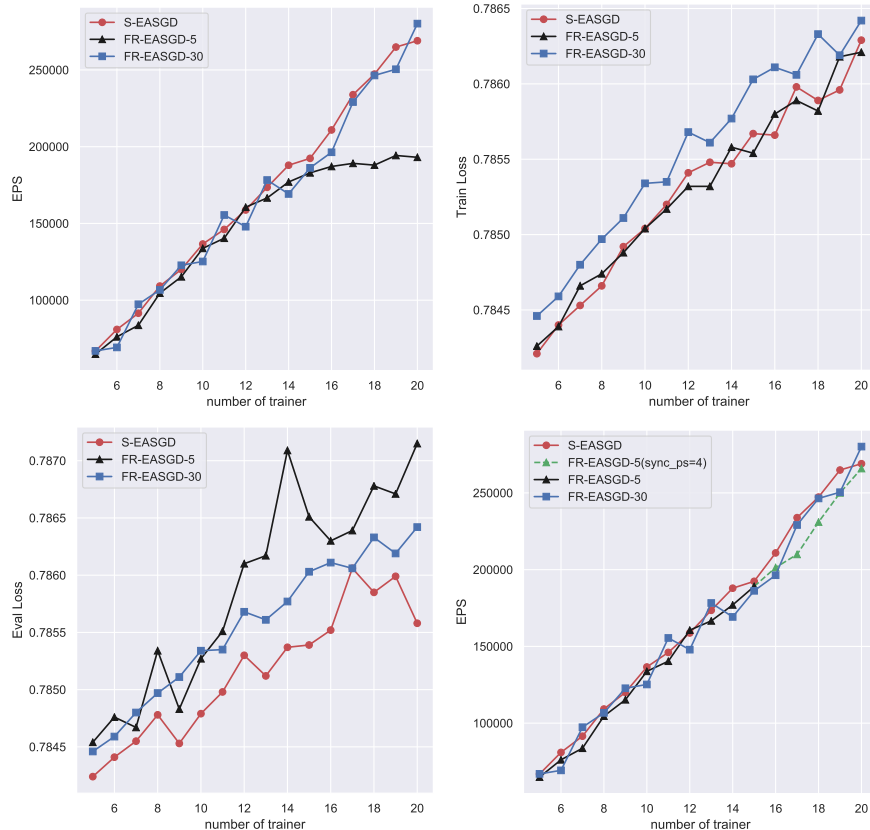 S-EASGD
FR-EASGD-5
FR-EASGD-30
250000
200000
150000
100000
EPS
6 8 10 12 14 16 18 20
number of trainer
S-EASGD
FR-EASGD-5
FR-EASGD-30
0.7865
0.7860
0.7855
0.7850
0.7845
Train Loss
6 8 10 12 14 16 18 20
number of trainer
S-EASGD
FR-EASGD-5
FR-EASGD-30
0.7870
0.7865
0.7860
0.7855
0.7850
0.7845
Eval Loss
6 8 10 12 14 16 18 20
number of trainer
S-EASGD
FR-EASGD-5(sync_ps=4)
FR-EASGD-5
FR-EASGD-30
250000
200000
150000
100000
EPS
6 8 10 12 14 16 18 20
number of trainer